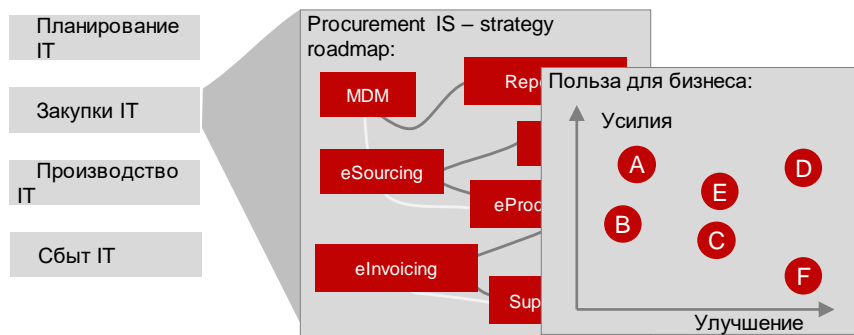 Планирование
IT
Закупки IT
Производство
IT
Сбыт IT
Procurement IS – strategy
roadmap:
MDM
eSourcing
eInvoicing
Польза для бизнеса:
Усилия
A
D
E
B
C
F
Улучшение